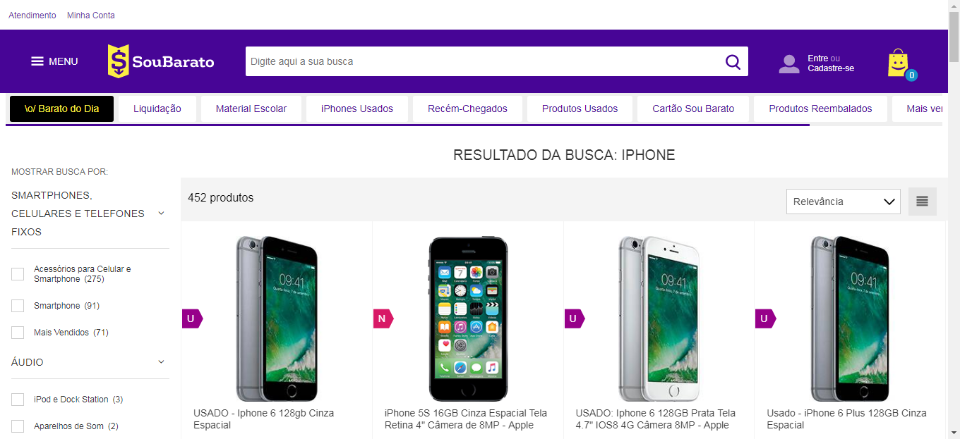 Atendimento Minha Conta
MENU SouBarato Digite aqui a sua busca Entre ou
Cadastre-se 0
\o/ Barato do Dia Liquidação Material Escolar iPhones Usados Recém-Chegados Produtos Usados Cartão Sou Barato Produtos Reembalados Mais ven
RESULTADO DA BUSCA: IPHONE
MOSTRAR BUSCA POR:
SMARTPHONES,
CELULARES E TELEFONES
FIXOS
452 produtos Relevância
Acessórios para Celular e
Smartphone (275)
Smartphone (91)
Mais Vendidos (71)
ÁUDIO
iPod e Dock Station (3)
Aparelhos de Som (2)
09:41 09:41 09:41
U N U U
USADO - Iphone 6 128gb Cinza
Espacial
iPhone 5S 16GB Cinza Espacial Tela
Retina 4" Câmera de 8MP - Apple
USADO: Iphone 6 128GB Prata Tela
4.7" IOS8 4G Câmera 8MP - Apple
Usado - iPhone 6 Plus 128GB Cinza
Espacial